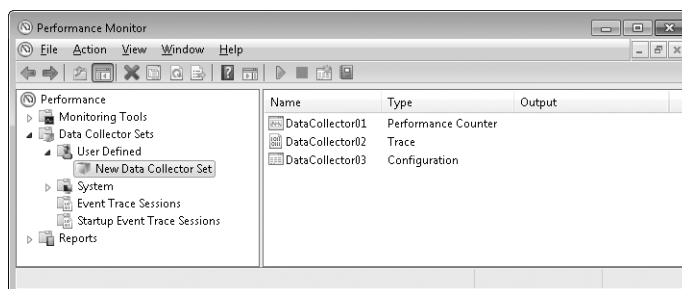 Performance Monitor
File Action View Window Help
Performance
Monitoring Tools
Data Collector Sets
User Defined
New Data Collector Set
System
Event Trace Sessions
Startup Event Trace Sessions
Reports
Name Type Output
DataCollector01 Performance Counter
DataCollector02 Trace
DataCollector03 Configuration